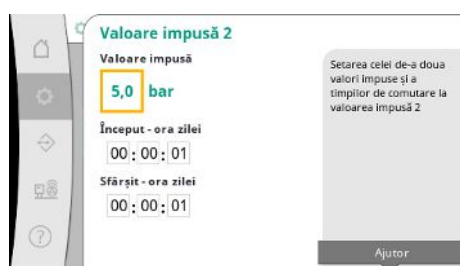 Valoare impusă 2
Valoare impusă
5,0 bar
Început - ora zilei
00 : 00 : 01
Sfârșit - ora zilei
00 : 00 : 01
Setarea celei de-a doua
valori impuse și a
timpilor de comutare la
valoarea impusă 2
Ajutor
?